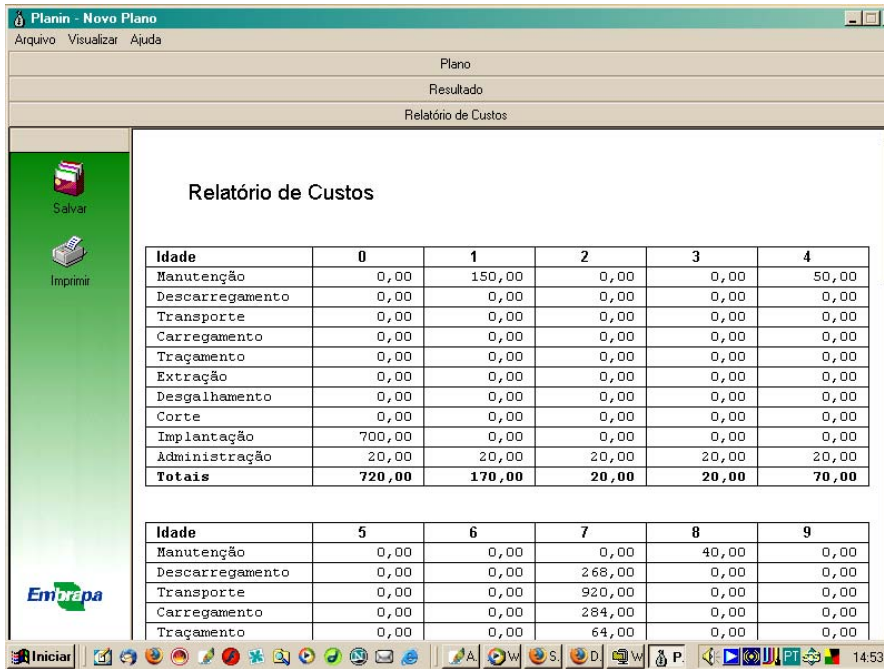 Planin - Novo Plano
Arquivo Visualizar Ajuda
Plano
Resultado
Relatório de Custos
Salvar
Imprimir
Relatório de Custos
Idade 0 1 2 3 4
Manutenção 0,00 150,00 0,00 0,00 50,00
Descarregamento 0,00 0,00 0,00 0,00 0,00
Transporte 0,00 0,00 0,00 0,00 0,00
Carregamento 0,00 0,00 0,00 0,00 0,00
Traçamento 0,00 0,00 0,00 0,00 0,00
Extração 0,00 0,00 0,00 0,00 0,00
Desgalhamento 0,00 0,00 0,00 0,00 0,00
Corte 0,00 0,00 0,00 0,00 0,00
Implantação 700,00 0,00 0,00 0,00 0,00
Administração 20,00 20,00 20,00 20,00 20,00
Totais 720,00 170,00 20,00 20,00 70,00
Idade 5 6 7 8 9
Manutenção 0,00 0,00 0,00 40,00 0,00
Descarregamento 0,00 0,00 268,00 0,00 0,00
Transporte 0,00 0,00 920,00 0,00 0,00
Carregamento 0,00 0,00 284,00 0,00 0,00
Traçamento 0,00 0,00 64,00 0,00 0,00
Embrapa
Iniciar A W S. D W P. PT 14:53